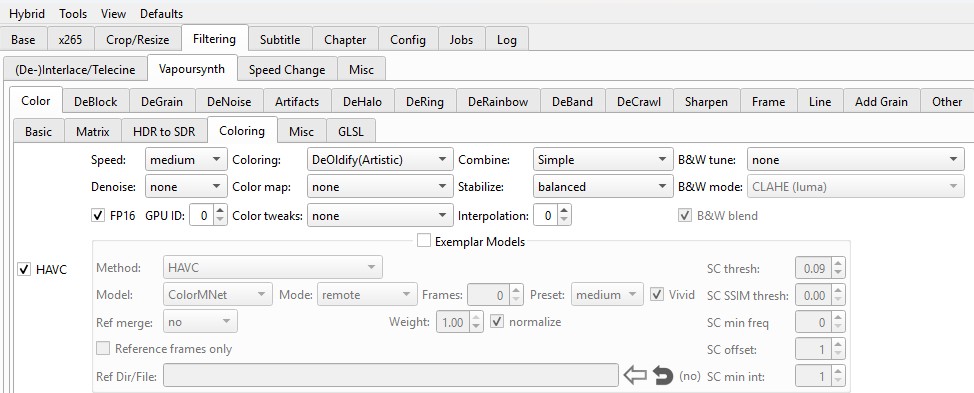 Hybrid Tools View Defaults
Base x265 Crop/Resize Filtering Subtitle Chapter Config Jobs Log
(De-)Interlace/Telecine Vapoursynth Speed Change Misc
Color DeBlock DeGrain DeNoise Artifacts DeHalo DeRing DeRainbow DeBand DeCrawl Sharpen Frame Line Add Grain Other
Basic Matrix HDR to SDR Coloring Misc GLSL
Speed: medium Coloring: DeOldify(Artistic) Combine: Simple B&W tune: none
Denoise: none Color map: none Stabilize: balanced B&W mode: CLAHE (luma)
FP16 GPU ID: 0 Color tweaks: none Interpolation: 0 B&W blend
Exemplar Models
HAVC Method: HAVC SC thresh: 0.09
Model: ColorMNet Mode: remote Frames: 0 Preset: medium Vivid SC SSIM thresh: 0.00
Ref merge: no Weight: 1.00 normalize SC min freq 0
Reference frames only SC offset: 1
Ref Dir/File: (no) SC min int: 1